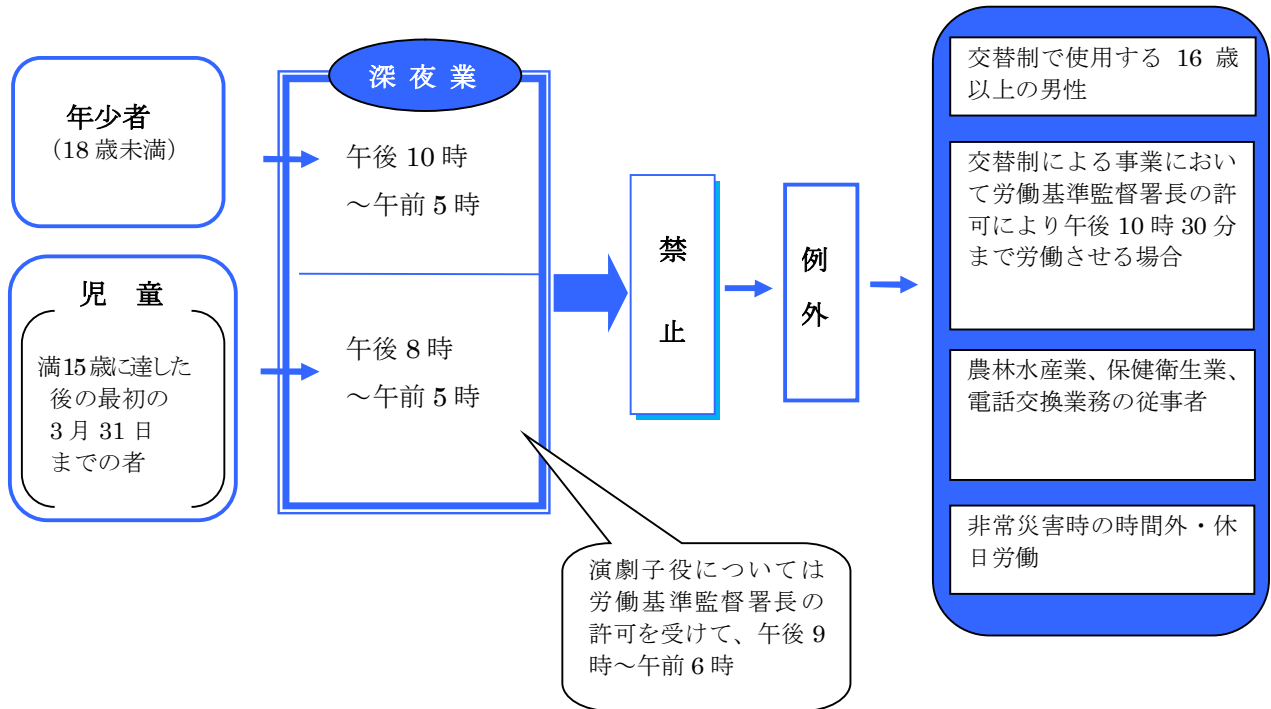 年少者
(18歳未満)
児 童
満15歳に達した
後の最初の
3月31日
までの者
深 夜 業
午後 10 時
～午前 5 時
午後 8 時
～午前 5 時
演劇子役については
労働基準監督署長の
許可を受けて、午後 9
時～午前 6 時
禁
止
例
外
交替制で使用する 16 歳
以上の男性
交替制による事業におい
て労働基準監督署長の許
可により午後 10 時 30 分
まで労働させる場合
農林水産業、保健衛生業、
電話交換業務の従事者
非常災害時の時間外・休
日労働